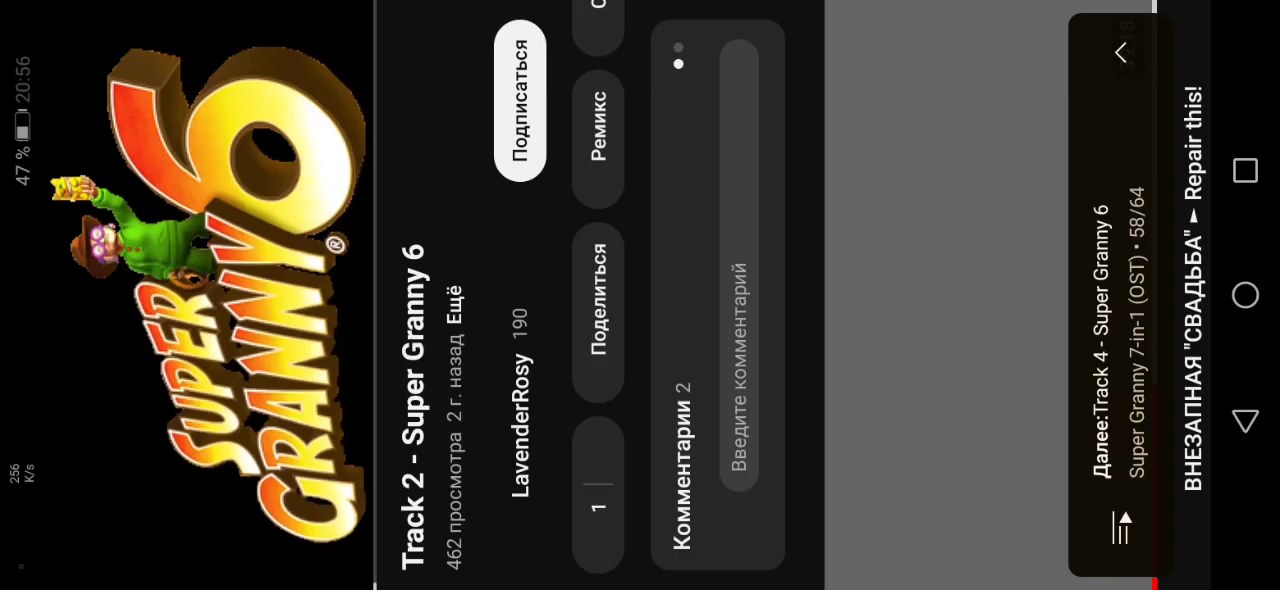 256
K/s
47 % 20:56
SUPER
GRANNY 6
®
Track 2 - Super Granny 6
462 просмотра 2 г. назад Ещё
LavenderRosy 190
Подписаться
1
Поделиться
Ремикс
Комментарии 2
Введите комментарий
Далее:Track 4 - Super Granny 6
Super Granny 7-in-1 (OST) • 58/64
ВНЕЗАПНАЯ "СВАДЬБА" ► Repair this!